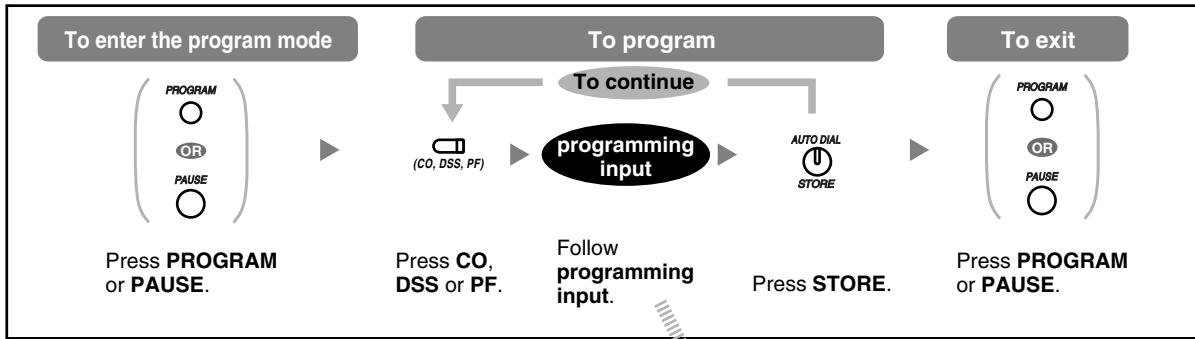 To enter the program mode
To program
To exit
To continue
PROGRAM
OR
PAUSE
(CO, DSS, PF)
programming
input
AUTO DIAL
STORE
PROGRAM
OR
PAUSE
Press PROGRAM
or PAUSE.
Press CO,
DSS or PF.
Follow
programming
input.
Press STORE.
Press PROGRAM
or PAUSE.